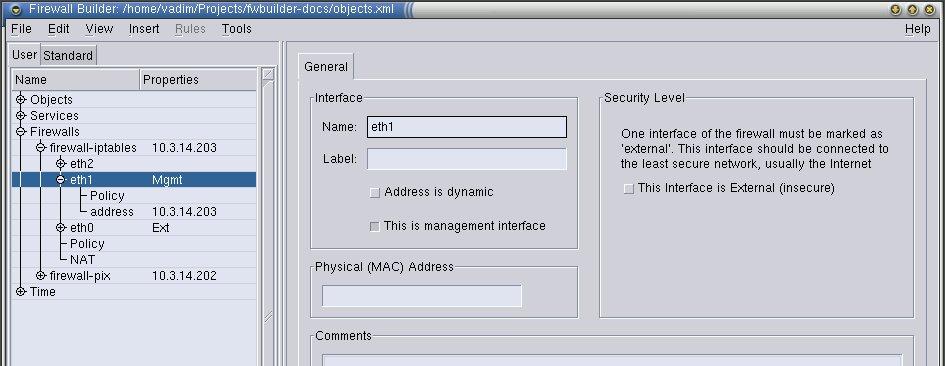 Firewall Builder: /home/vadim/Projects/fwbuilder-docs/objects.xml
File Edit View Insert Rules Tools Help
User Standard
Name Properties
Objects
Services
Firewalls
firewall-iptables 10.3.14.203
eth2
eth1 Mgmt
Policy
address 10.3.14.203
eth0 Ext
Policy
NAT
firewall-pix 10.3.14.202
Time
General
Interface
Name: eth1
Label:
Address is dynamic
This is management interface
Physical (MAC) Address
Security Level
One interface of the firewall must be marked as
'external'. This interface should be connected to
the least secure network, usually the Internet
This Interface is External (insecure)
Comments